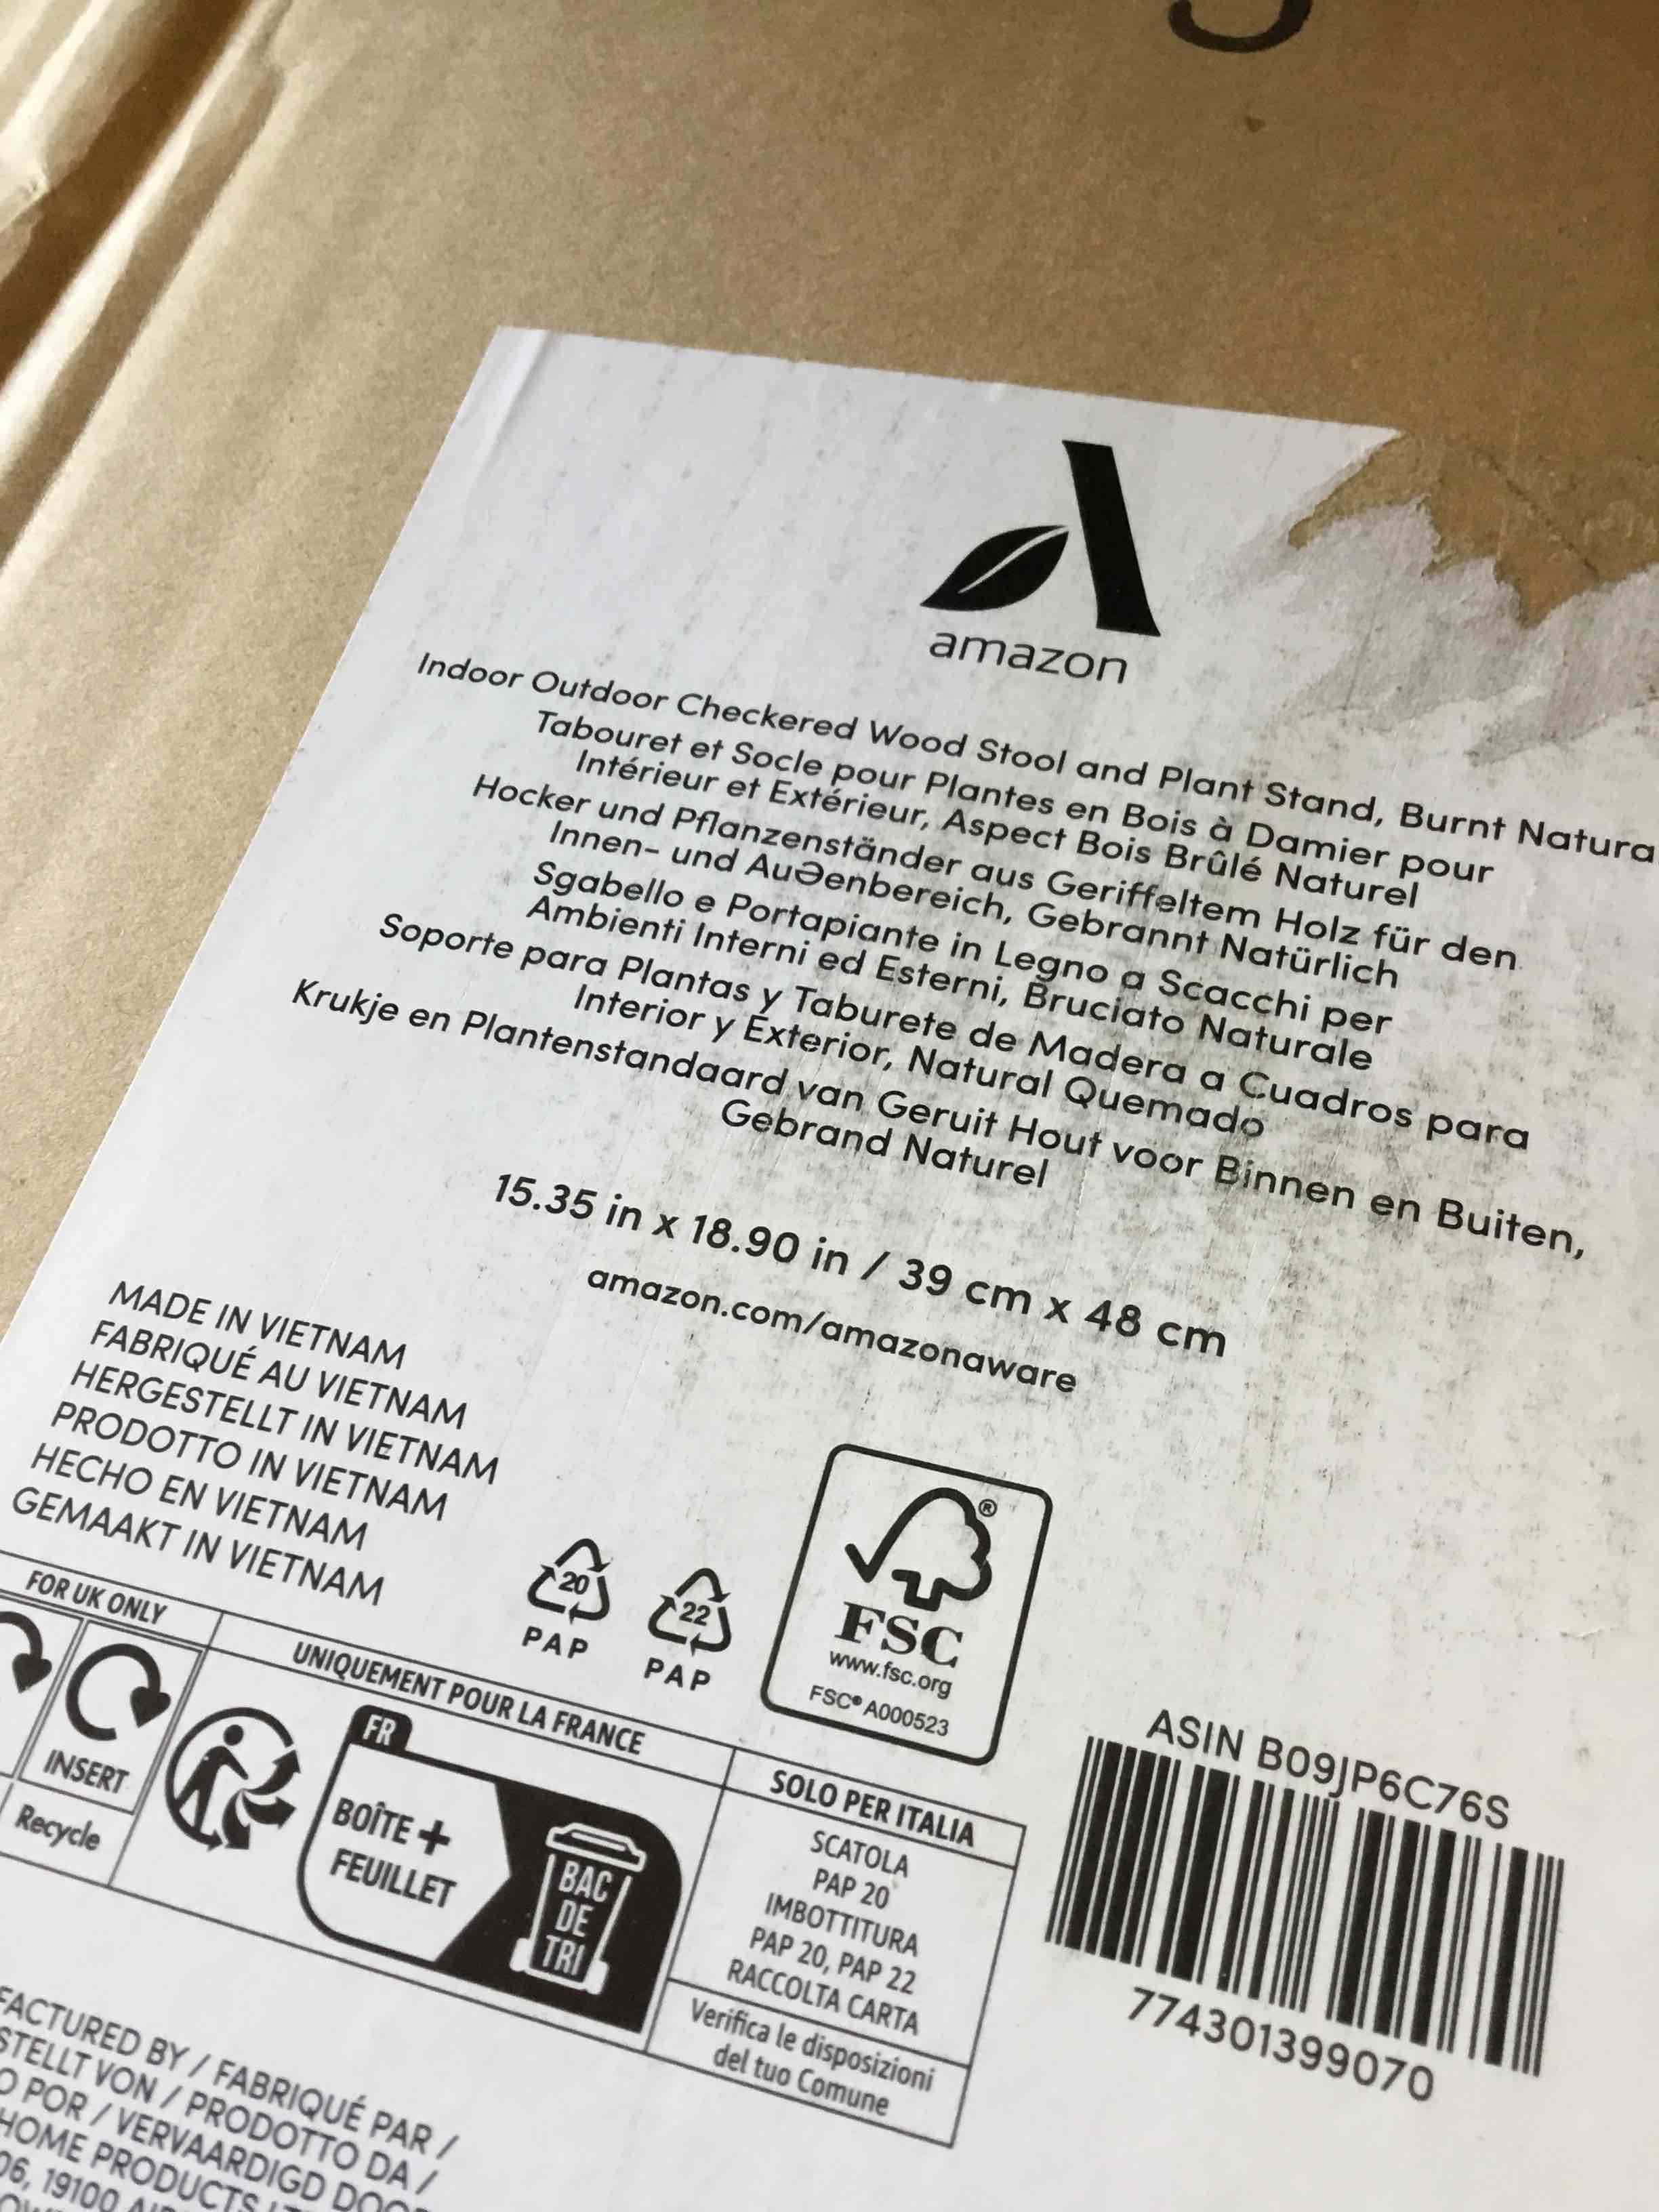 amazon
Indoor Outdoor Checkered Wood Stool and Plant Stand, Burnt Natura
Tabouret et Socle pour Plantes en Bois à Damier pour
Intérieur et Extérieur, Aspect Bois Brûlé Naturel
Hocker und Pflanzenständer aus Geriffeltem Holz für den
Innen- und Außenbereich, Gebrannt Natürlich
Sgabello e Portapiante in Legno a Scacchi per
Ambienti Interni ed Esterni, Bruciato Naturale
Soporte para Plantas y Taburete de Madera a Cuadros para
Interior y Exterior, Natural Quemado
Krukje en Plantenstandaard van Geruit Hout voor Binnen en Buiten,
Gebrand Naturel
15.35 in x 18.90 in / 39 cm x 48 cm
amazon.com/amazonaware
MADE IN VIETNAM
FABRIQUÉ AU VIETNAM
HERGESTELLT IN VIETNAM
PRODOTTO IN VIETNAM
HECHO EN VIETNAM
GEMAAKT IN VIETNAM
20
PAP
22
PAP
®
FSC
www.fsc.org
FSC® A000523
FOR UK ONLY
INSERT
Recycle
UNIQUEMENT POUR LA FRANCE
FR
BOÎTE +
FEUILLET
BAC
DE
TRI
SOLO PER ITALIA
SCATOLA
PAP 20
IMBOTTITURA
PAP 20, PAP 22
RACCOLTA CARTA
Verifica le disposizioni
del tuo Comune
ASIN B09JP6C76S
774301399070
FACTURED BY / FABRIQUÉ PAR /
STELLT VON / PRODOTTO DA /
O POR / VERVAARDIGD DOOR
HOME PRODUCTS
06, 19100